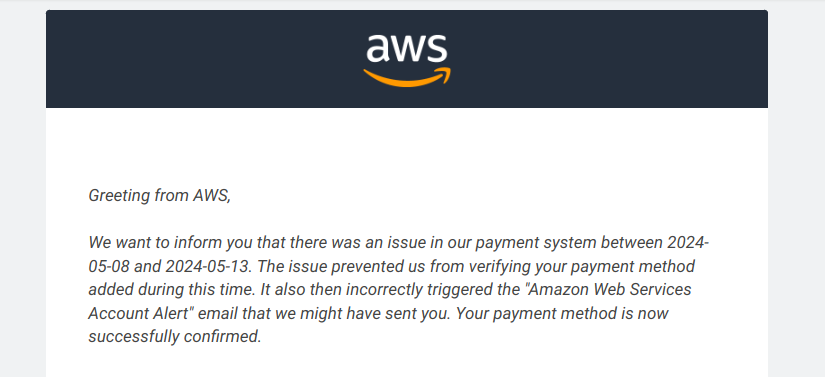 aws
Greeting from AWS,
We want to inform you that there was an issue in our payment system between 2024-
05-08 and 2024-05-13. The issue prevented us from verifying your payment method
added during this time. It also then incorrectly triggered the "Amazon Web Services
Account Alert" email that we might have sent you. Your payment method is now
successfully confirmed.